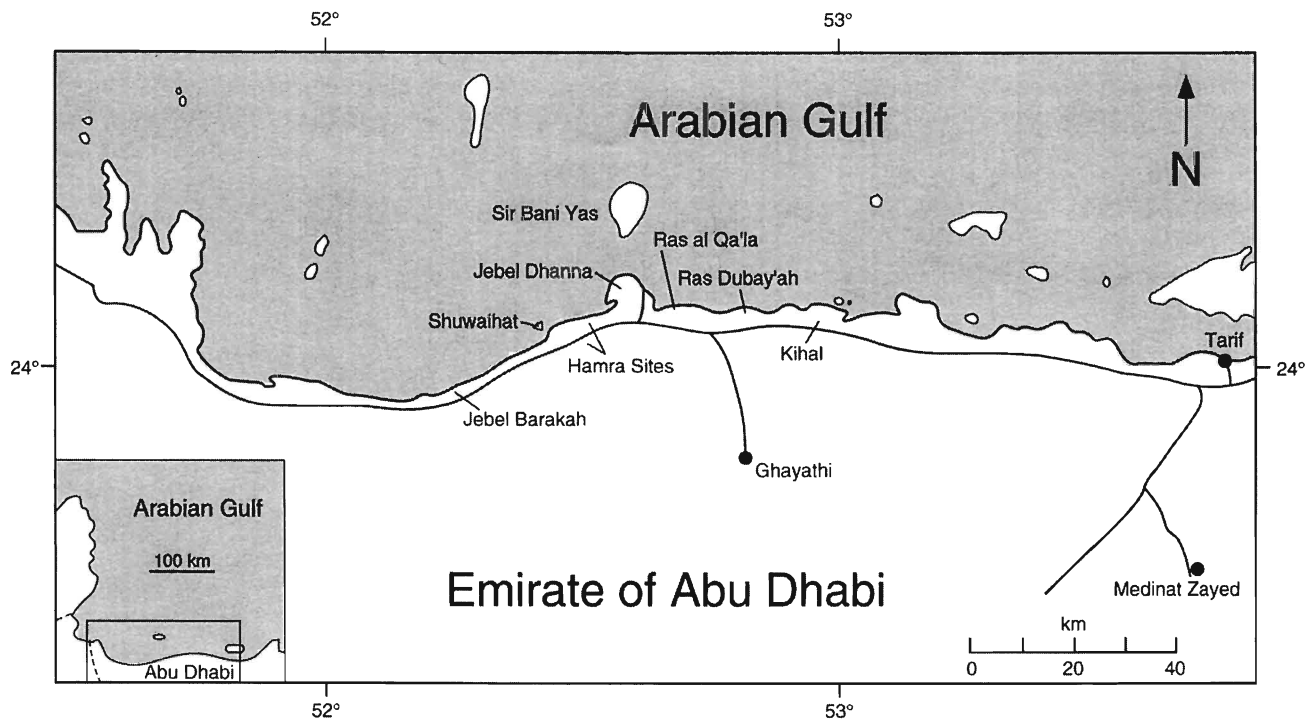 52°
53°
Arabian Gulf
N
Sir Bani Yas
Ras al Qa'la
Jebel Dhanna
Ras Dubay'ah
Shuwaihat
Tarif
Kihal
24°
Hamra Sites
24°
Jebel Barakah
Ghayathi
Arabian Gulf
100 km
Emirate of Abu Dhabi
Medinat Zayed
km
Abu Dhabi
0
20
40
52°
53°